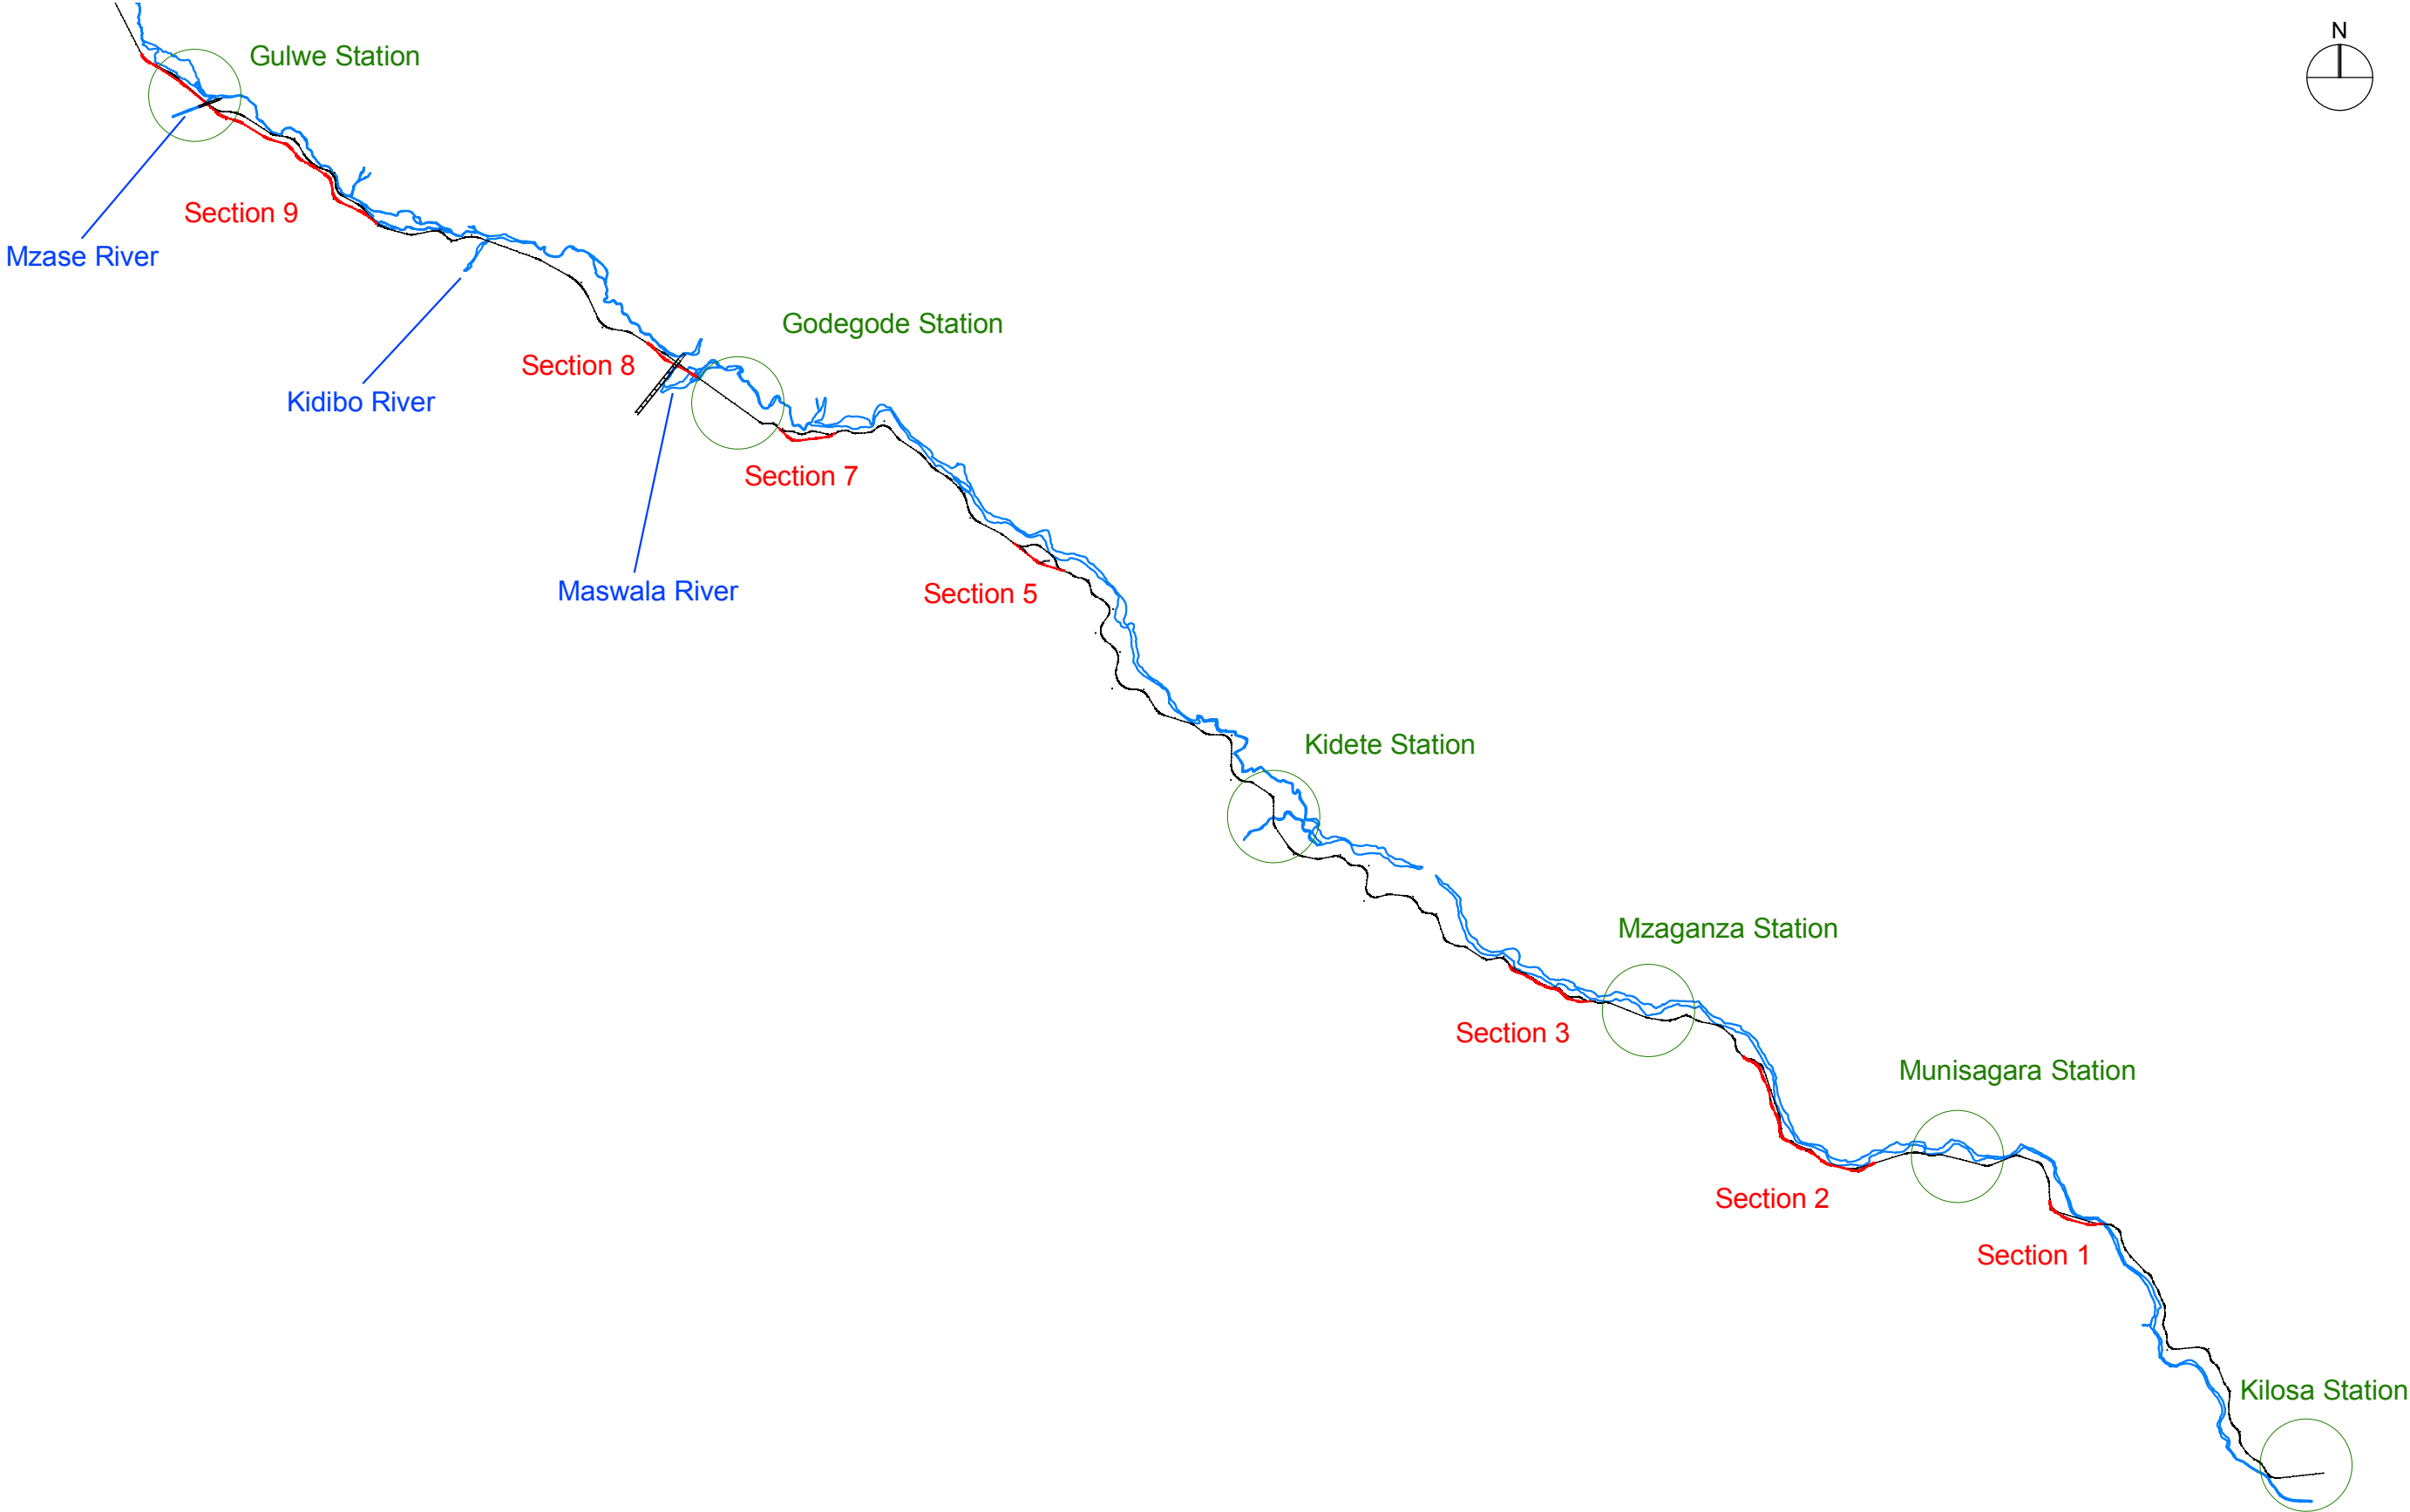 N
Gulwe Station
Section 9
Mzase River
Godegode Station
Section 8
Kidibo River
Section 7
Maswala River
Section 5
Kidete Station
Mzaganza Station
Section 3
Munisagara Station
Section 2
Section 1
Kilosa Station